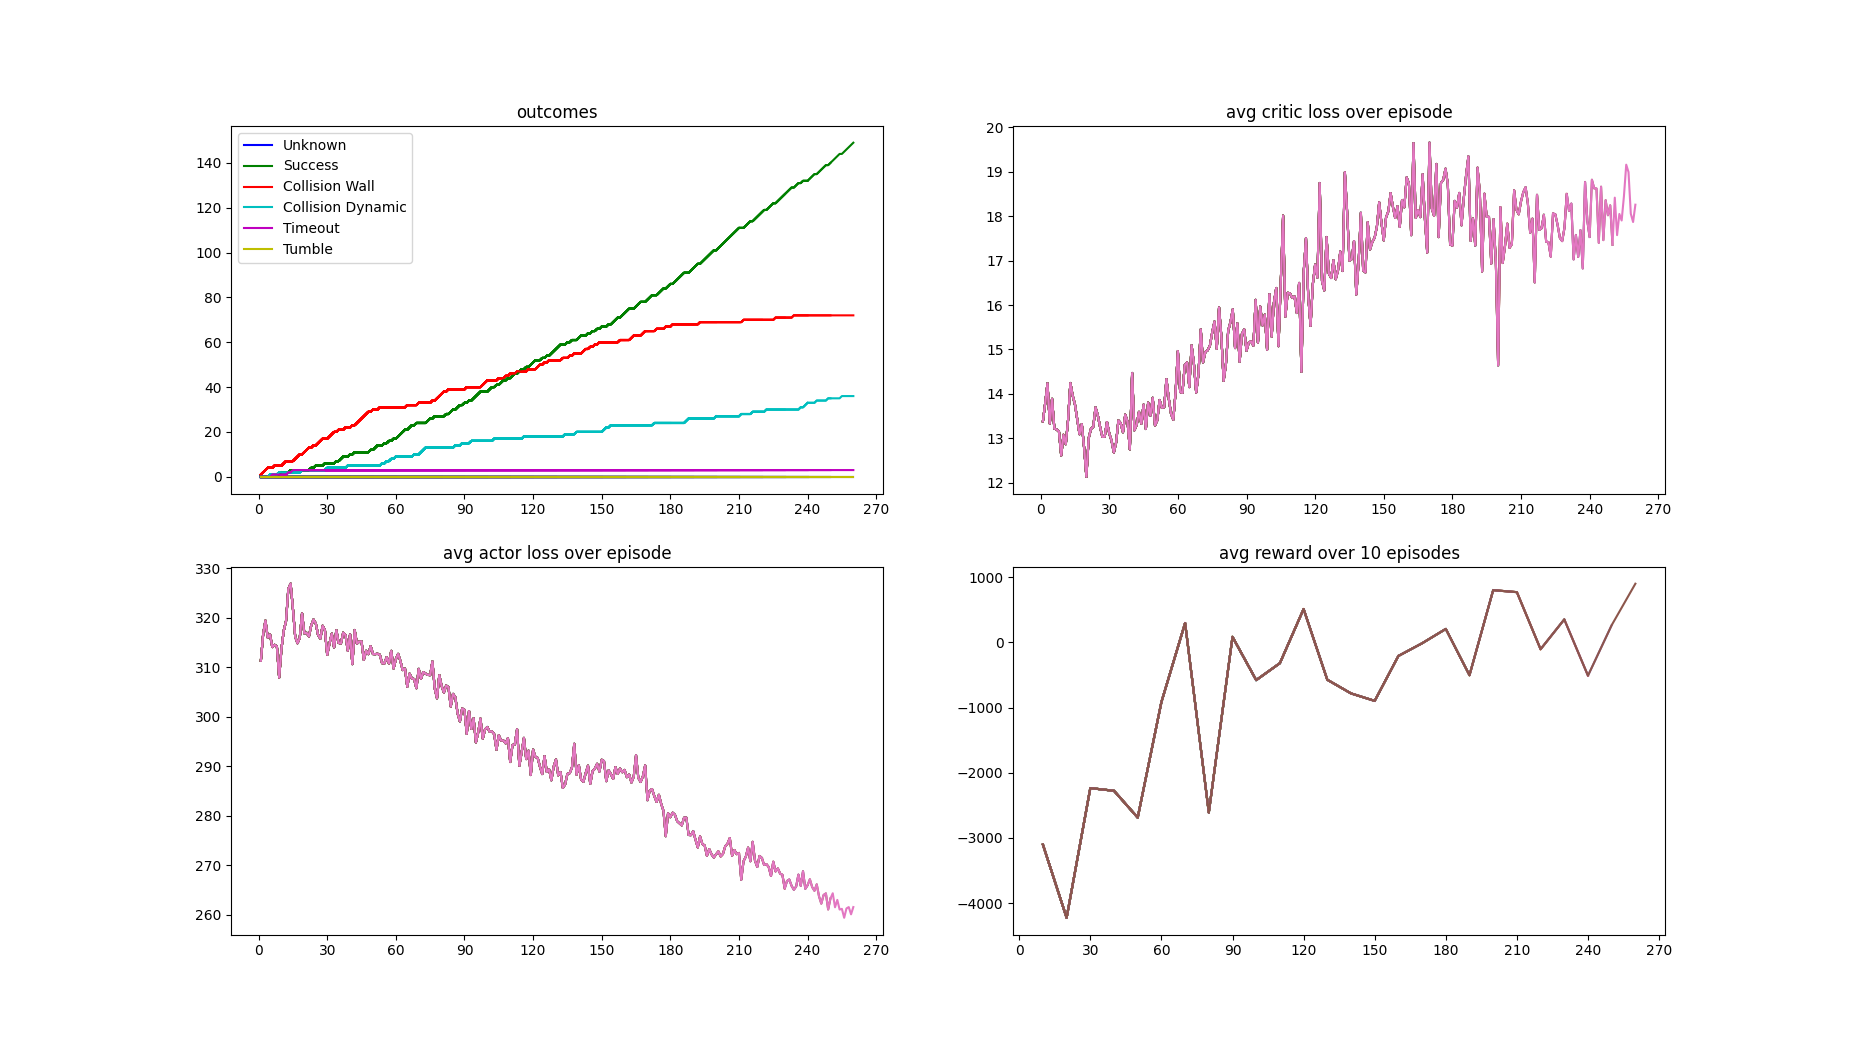 outcomes
Unknown
Success
Collision Wall
Collision Dynamic
Timeout
Tumble
140
120
100
80
60
40
20
0
0 30 60 90 120 150 180 210 240 270
avg critic loss over episode
20
19
18
17
16
15
14
13
12
0 30 60 90 120 150 180 210 240 270
avg actor loss over episode
330
320
310
300
290
280
270
260
0 30 60 90 120 150 180 210 240 270
avg reward over 10 episodes
1000
0
−1000
−2000
−3000
−4000
0 30 60 90 120 150 180 210 240 270